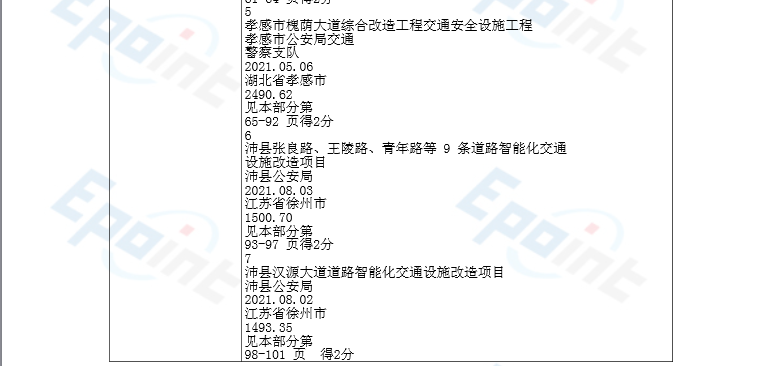 5
孝感市槐荫大道综合改造工程交通安全设施工程
孝感市公安局交通
警察支队
2021.05.06
湖北省孝感市
2490.62
见本部分第
65-92 页得2分
6
沛县张良路、王陵路、青年路等 9 条道路智能化交通
设施改造项目
沛县公安局
2021.08.03
江苏省徐州市
1500.70
见本部分第
93-97 页得2分
7
沛县汉源大道道路智能化交通设施改造项目
沛县公安局
2021.08.02
江苏省徐州市
1493.35
见本部分第
98-101 页 得2分
Epoint
Epoint
Epoint
Epoint